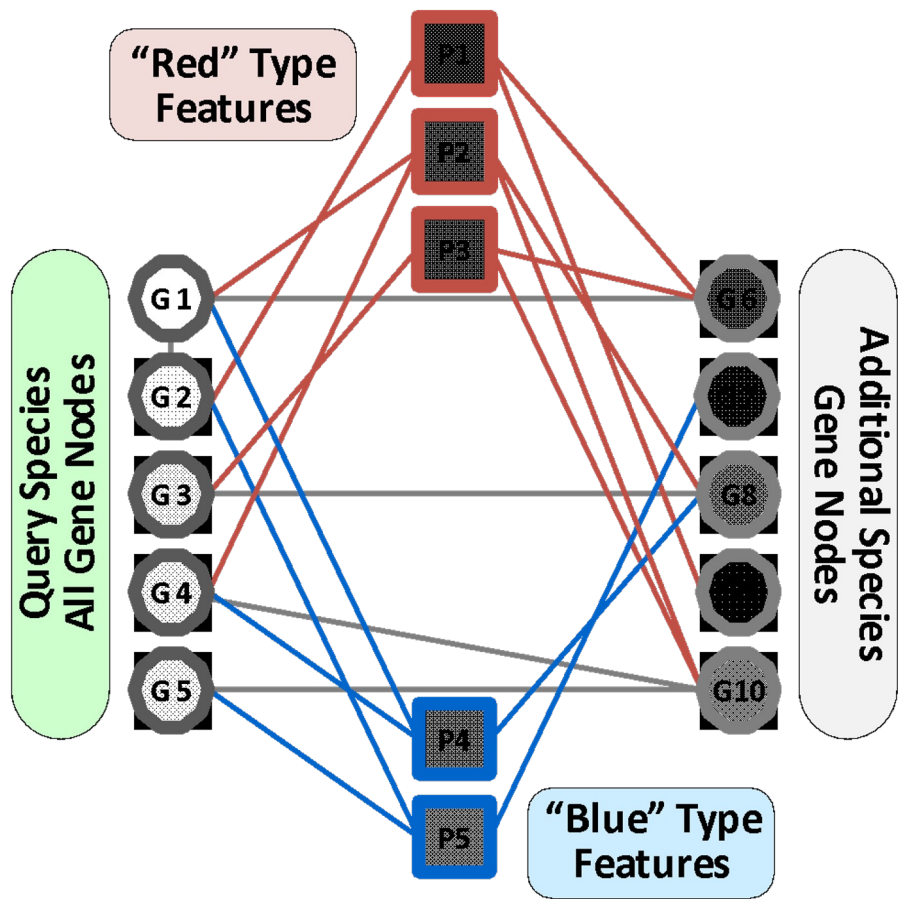 “Red” Type
Features
P1
P2
P3
Query Species
All Gene Nodes
G1
G2
G3
G4
G5
G6
G8
G10
Additional Species
Gene Nodes
P4
P5
“Blue” Type
Features